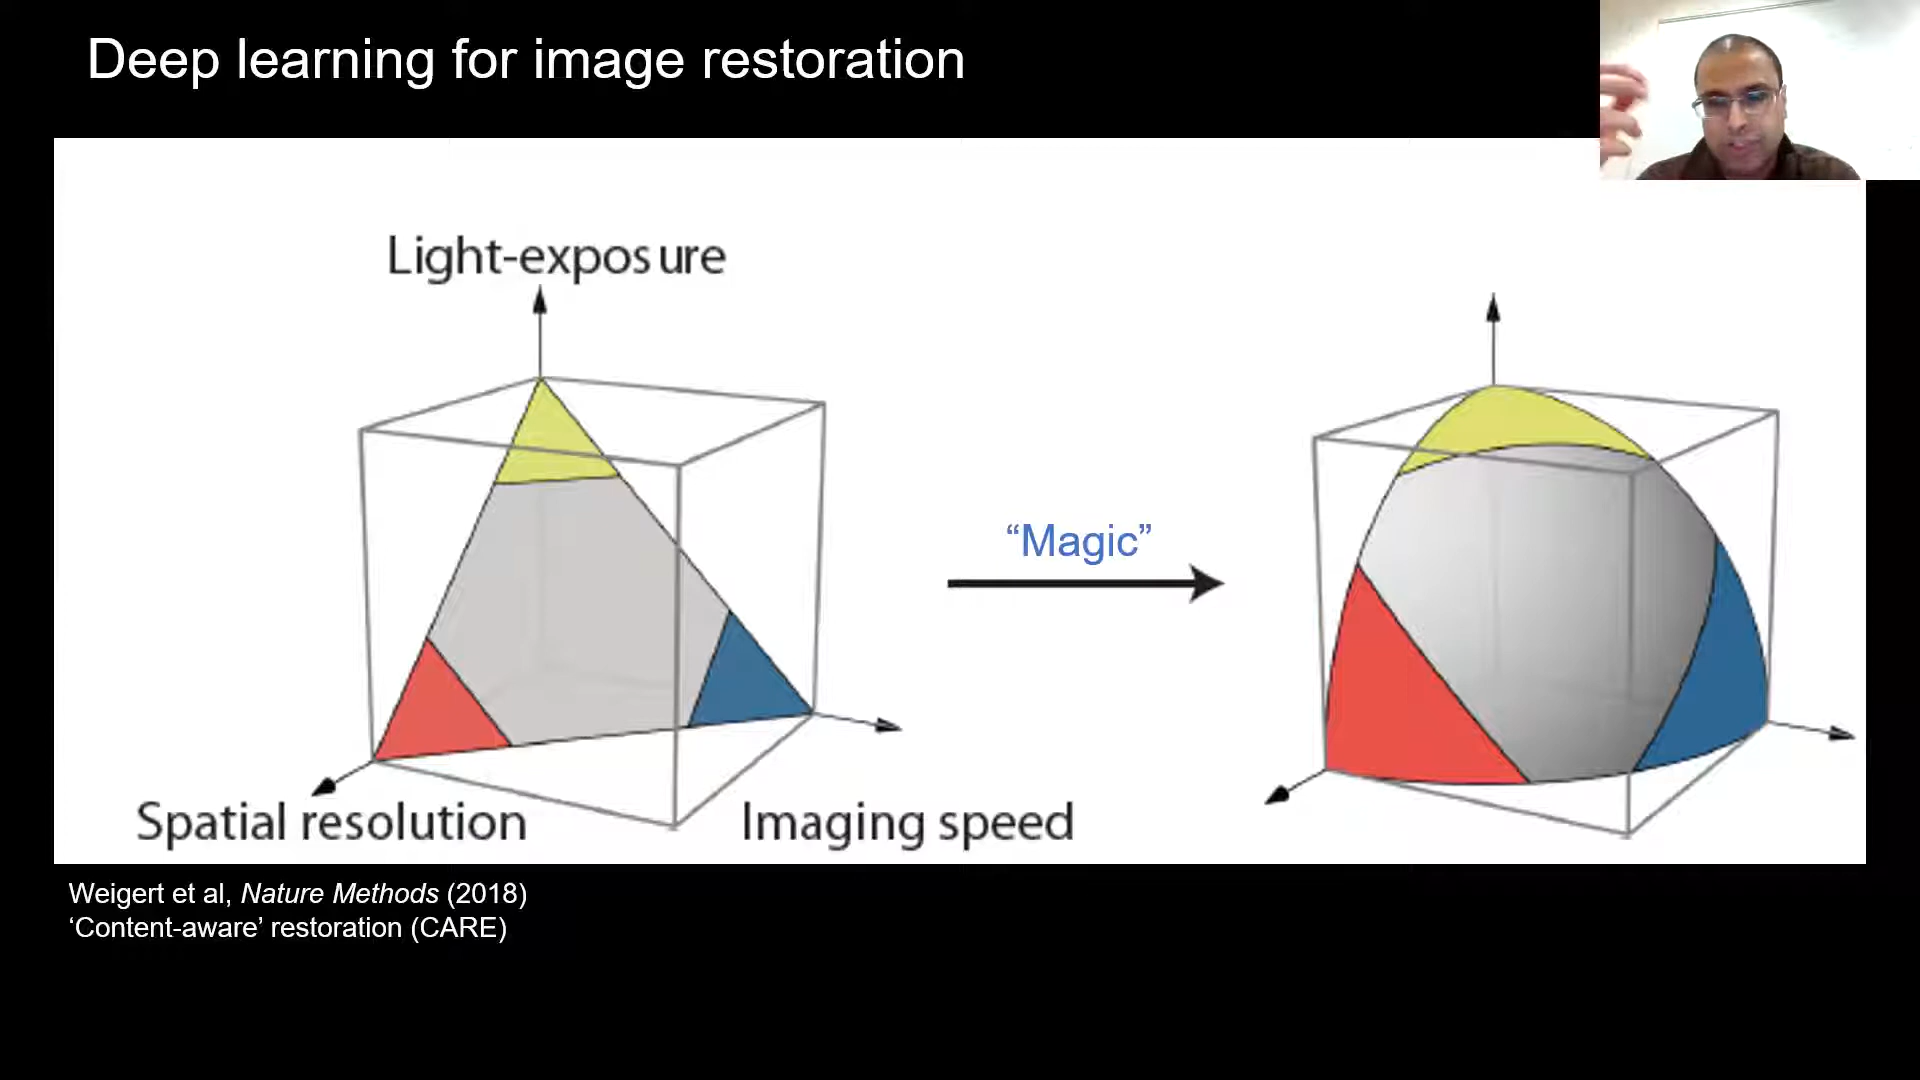 Deep learning for image restoration
Light-exposure
“Magic”
Spatial resolution
Imaging speed
Weigert et al, Nature Methods (2018)
‘Content-aware’ restoration (CARE)